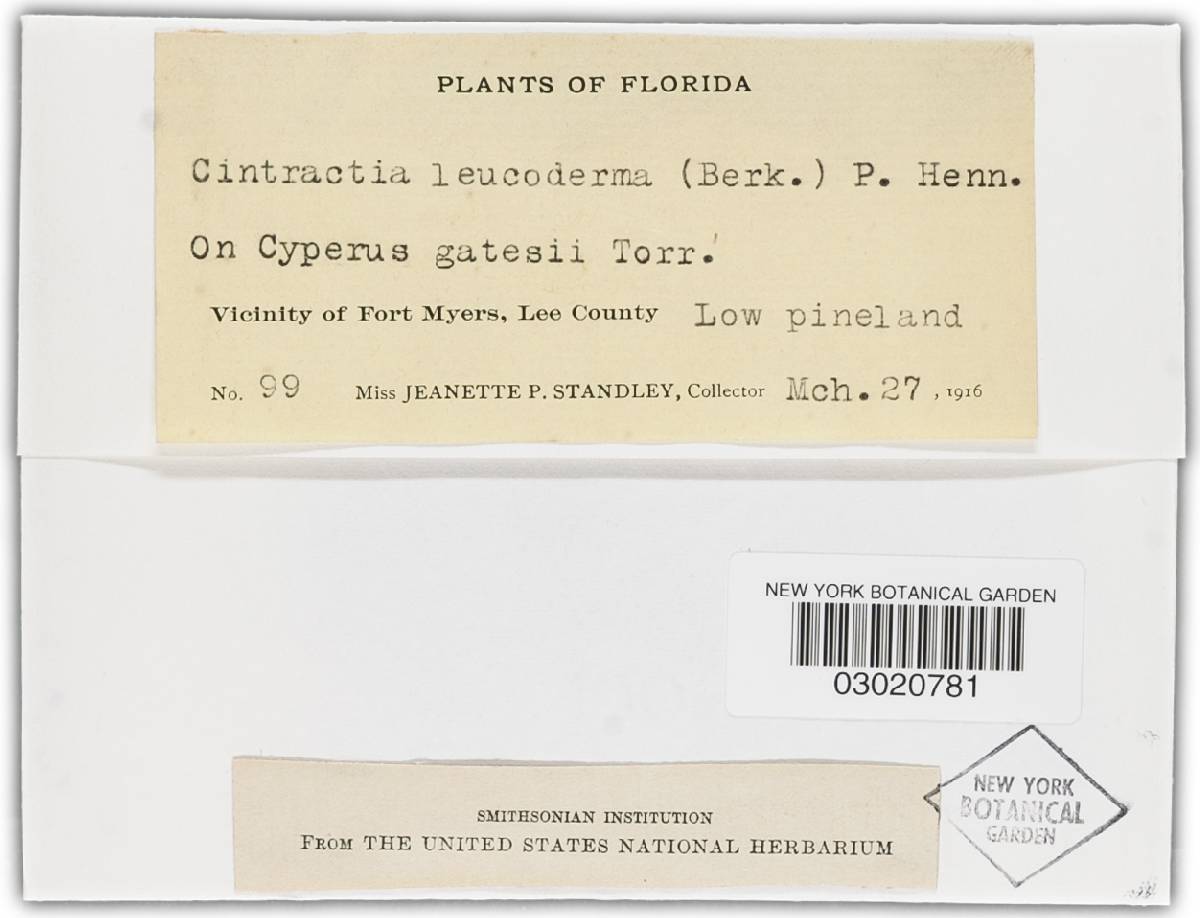 PLANTS OF FLORIDA
Cintractia leucoderma (Berk.) P. Henn.
On Cyperus gatesii Torr.
Vicinity of Fort Myers, Lee County Low pineland
No. 99 Miss JEANETTE P. STANDLEY, Collector Mch. 27, 1916
NEW YORK BOTANICAL GARDEN
03020781
NEW YORK
BOTANICAL
GARDEN
SMITHSONIAN INSTITUTION
FROM THE UNITED STATES NATIONAL HERBARIUM